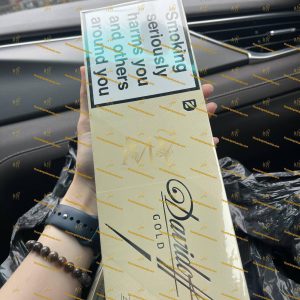 Smoking
seriously
harms you
and others
around you
Davidoff
GOLD